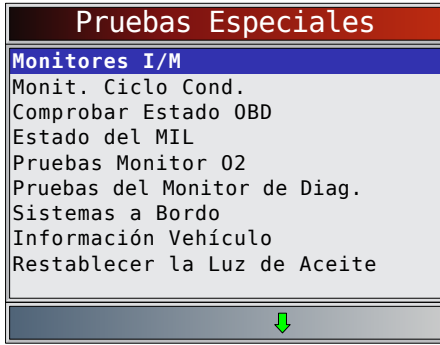 Pruebas Especiales
Monitores I/M
Monit. Ciclo Cond.
Comprobar Estado OBD
Estado del MIL
Pruebas Monitor O2
Pruebas del Monitor de Diag.
Sistemas a Bordo
Información Vehículo
Restablecer la Luz de Aceite